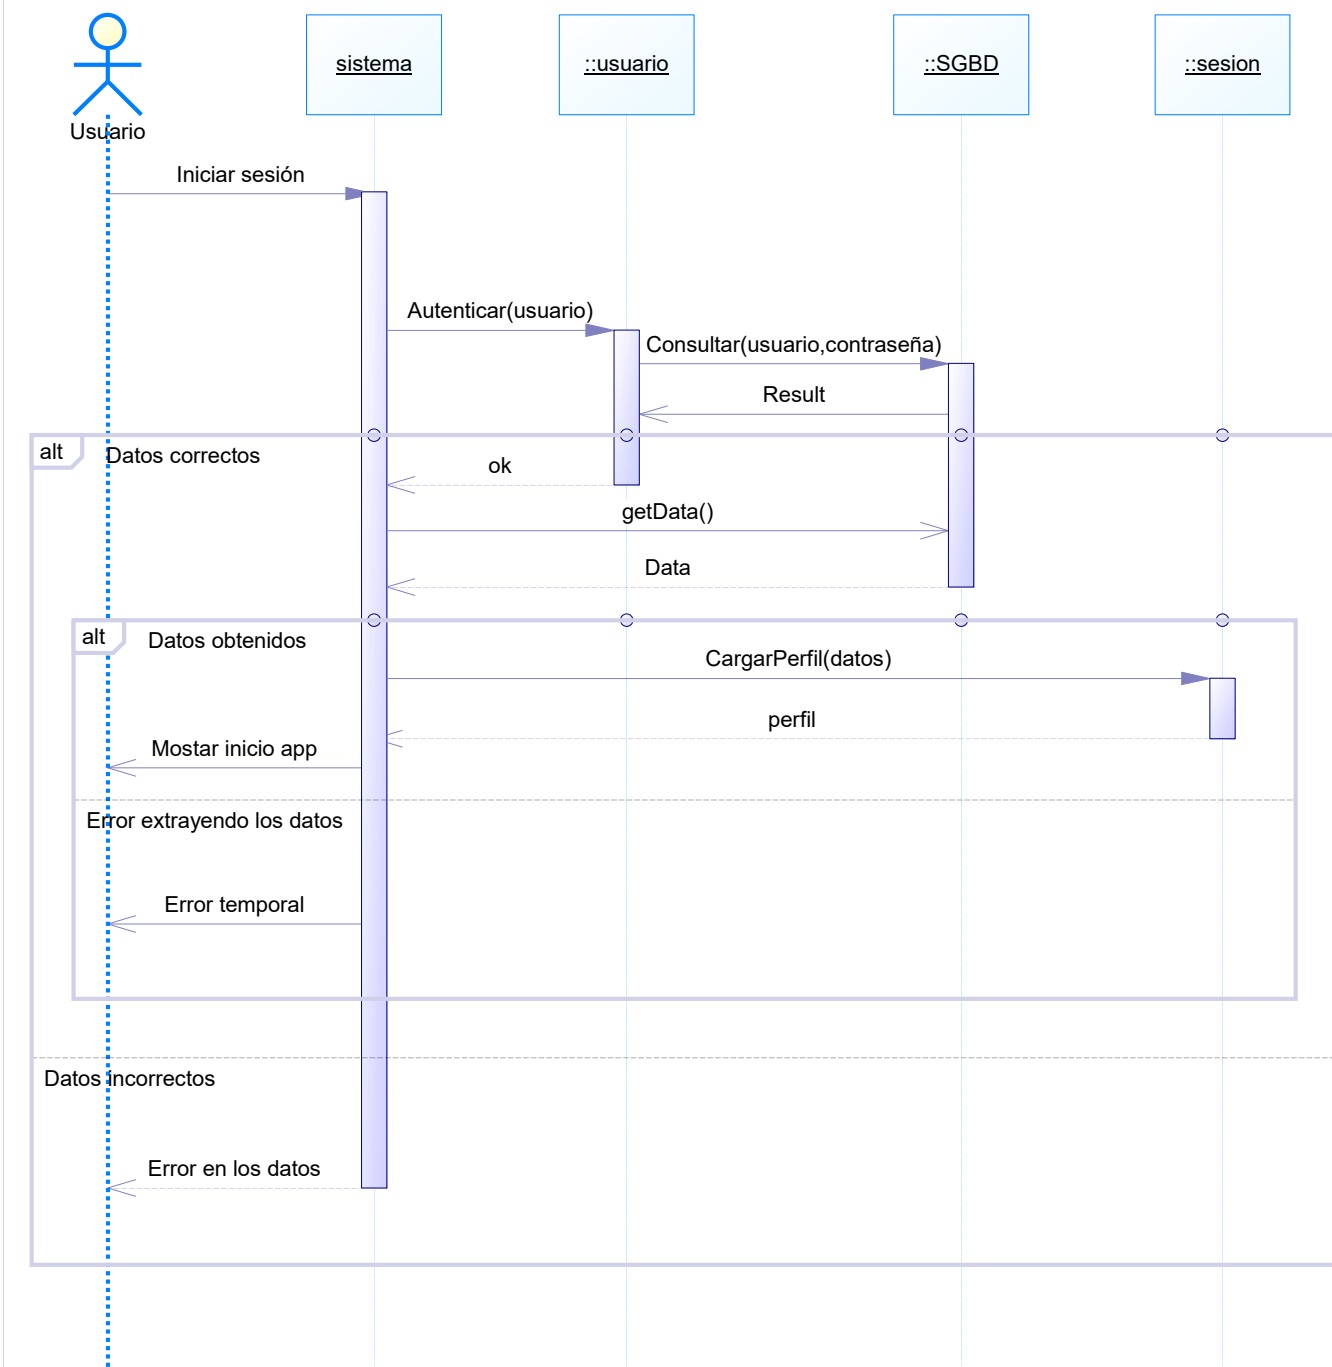 sistema
::usuario
::SGBD
::sesion
Usuario
Iniciar sesión
Autenticar(usuario)
Consultar(usuario,contraseña)
Result
alt
Datos correctos
ok
getData()
Data
alt
Datos obtenidos
CargarPerfil(datos)
perfil
Mostar inicio app
Error extrayendo los datos
Error temporal
Datos incorrectos
Error en los datos